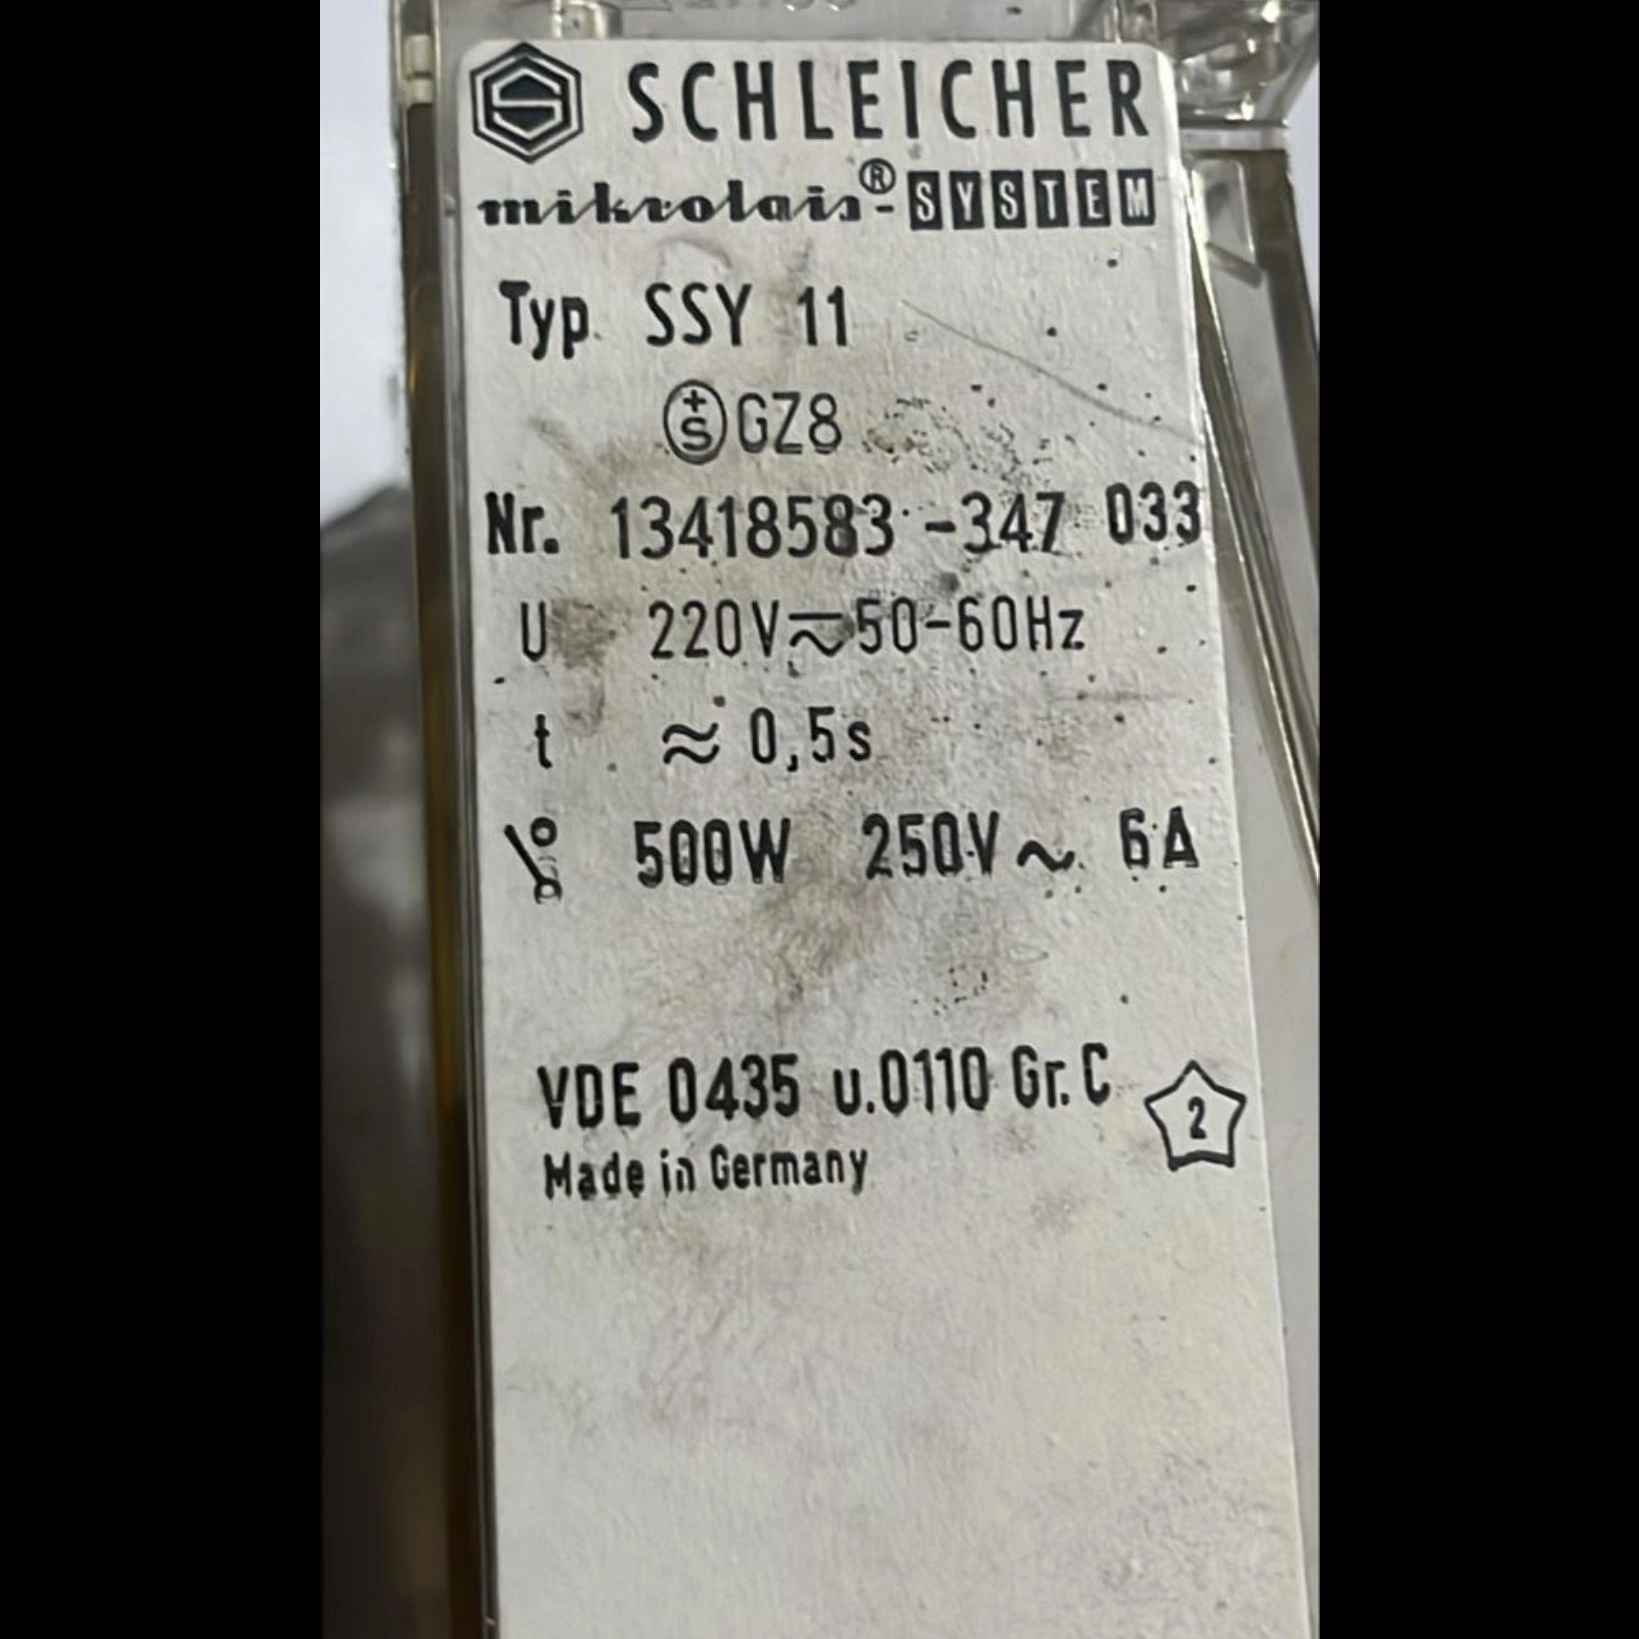 SCHLEICHER
mikrolais®-SYSTEM
Typ SSY 11
+S GZ8
Nr. 13418583 -347 033
U 220V≂50-60Hz
t ≈ 0,5s
500W 250V~ 6A
VDE 0435 u.0110 Gr.C 2
Made in Germany